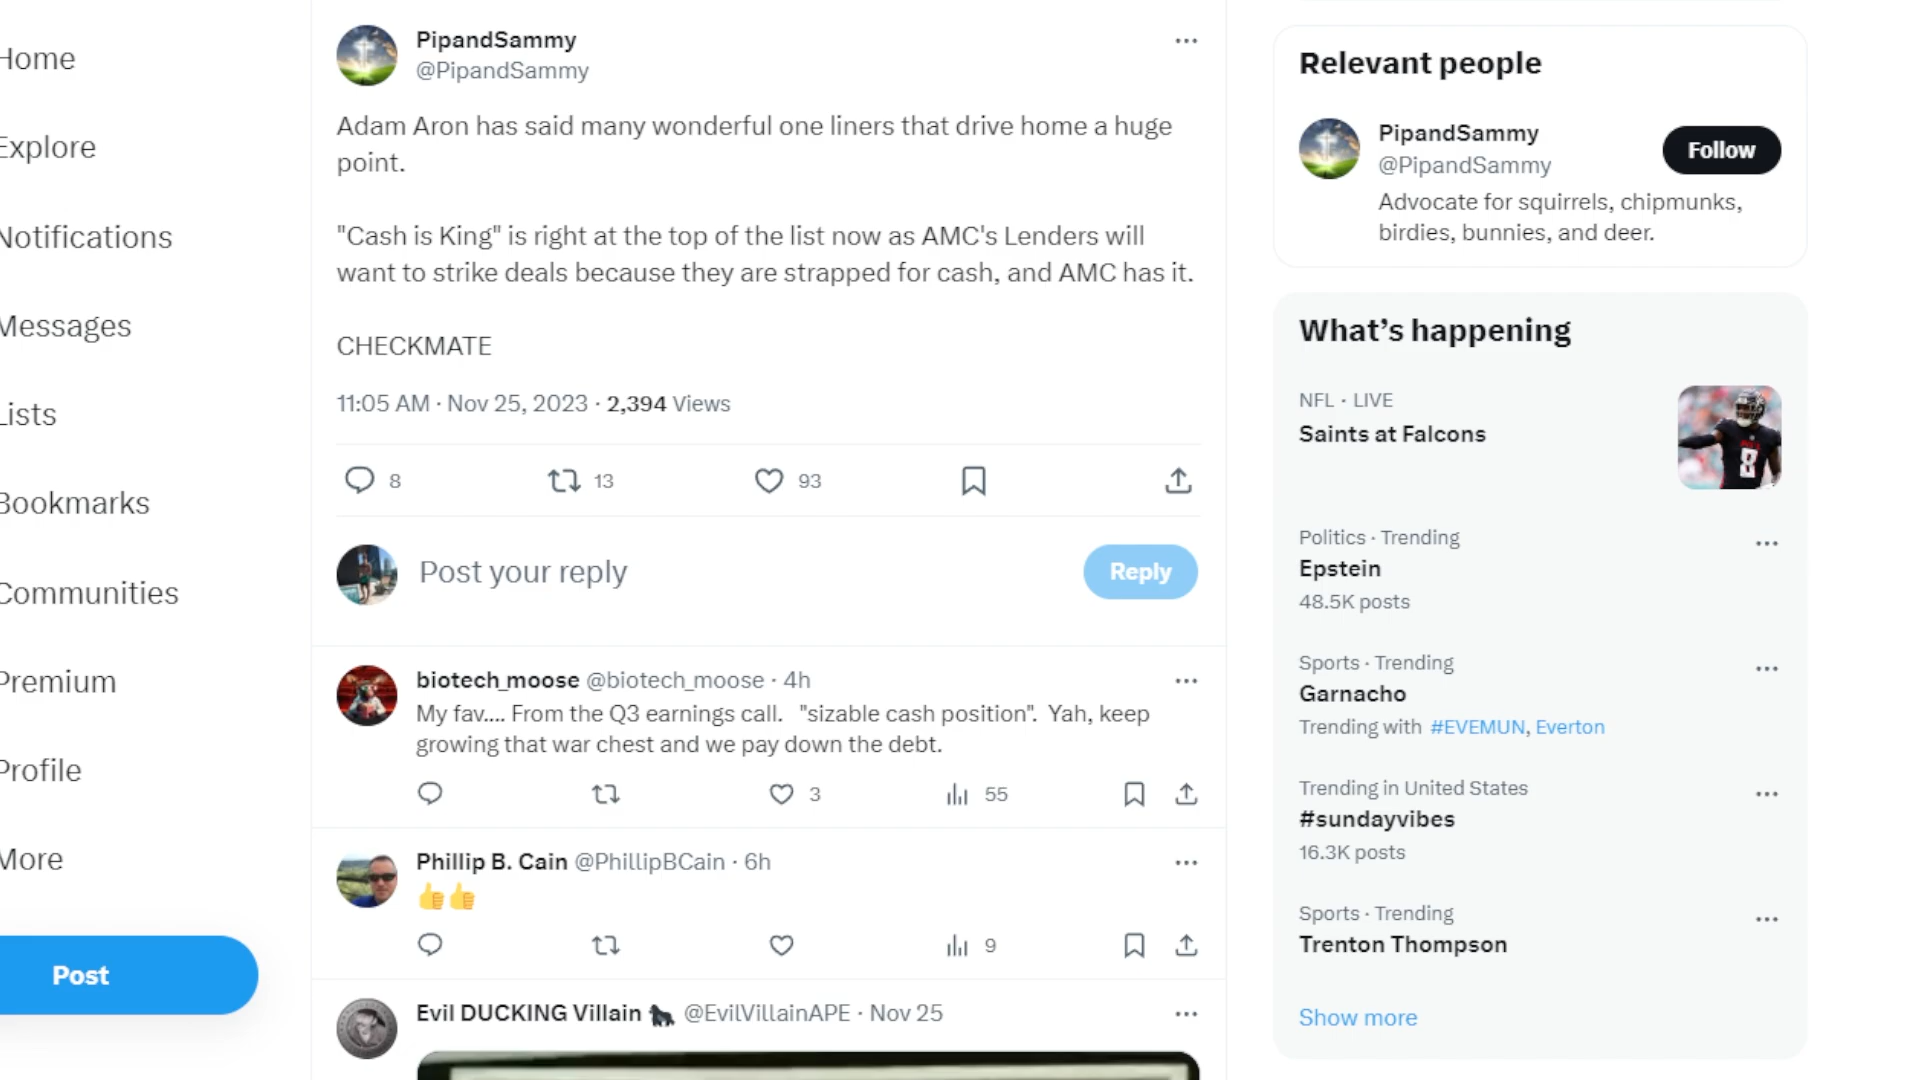 Home
Explore
Notifications
Messages
Lists
Bookmarks
Communities
Premium
Profile
More
Post
PipandSammy
@PipandSammy
Adam Aron has said many wonderful one liners that drive home a huge
point.
"Cash is King" is right at the top of the list now as AMC's Lenders will
want to strike deals because they are strapped for cash, and AMC has it.
CHECKMATE
11:05 AM · Nov 25, 2023 · 2,394 Views
8 13 93
Post your reply
Reply
biotech_moose @biotech_moose · 4h
My fav.... From the Q3 earnings call. "sizable cash position". Yah, keep
growing that war chest and we pay down the debt.
3 55
Phillip B. Cain @PhillipBCain · 6h
👍👍
9
Evil DUCKING Villain 🦍 @EvilVillainAPE · Nov 25
Relevant people
PipandSammy
@PipandSammy
Follow
Advocate for squirrels, chipmunks,
birdies, bunnies, and deer.
What's happening
NFL · LIVE
Saints at Falcons
8
Politics · Trending
Epstein
48.5K posts
Sports · Trending
Garnacho
Trending with #EVEMUN, Everton
Trending in United States
#sundayvibes
16.3K posts
Sports · Trending
Trenton Thompson
Show more